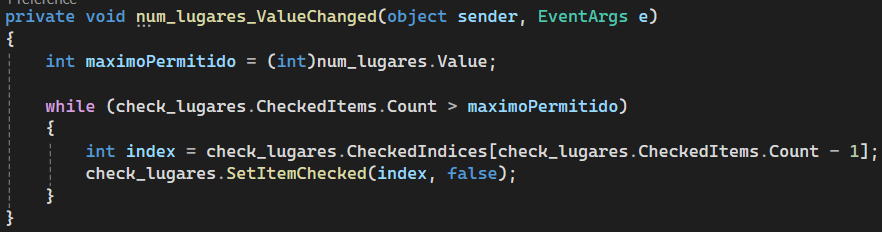 1 reference
private void num_lugares_ValueChanged(object sender, EventArgs e)
{
    int maximoPermitido = (int)num_lugares.Value;

    while (check_lugares.CheckedItems.Count > maximoPermitido)
    {
        int index = check_lugares.CheckedIndices[check_lugares.CheckedItems.Count - 1];
        check_lugares.SetItemChecked(index, false);
    }
}